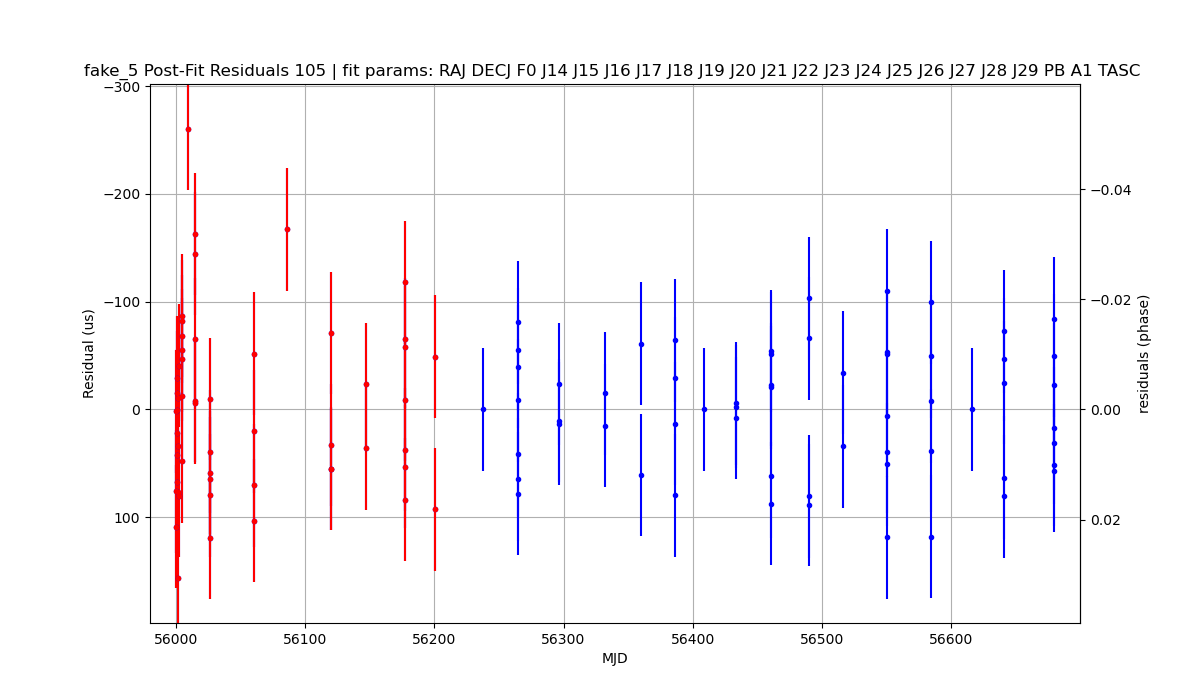 fake_5 Post-Fit Residuals 105 | fit params: RAJ DECJ F0 J14 J15 J16 J17 J18 J19 J20 J21 J22 J23 J24 J25 J26 J27 J28 J29 PB A1 TASC
−300
−200
−100
0
100
Residual (us)
−0.04
−0.02
0.00
0.02
residuals (phase)
56000 56100 56200 56300 56400 56500 56600
MJD